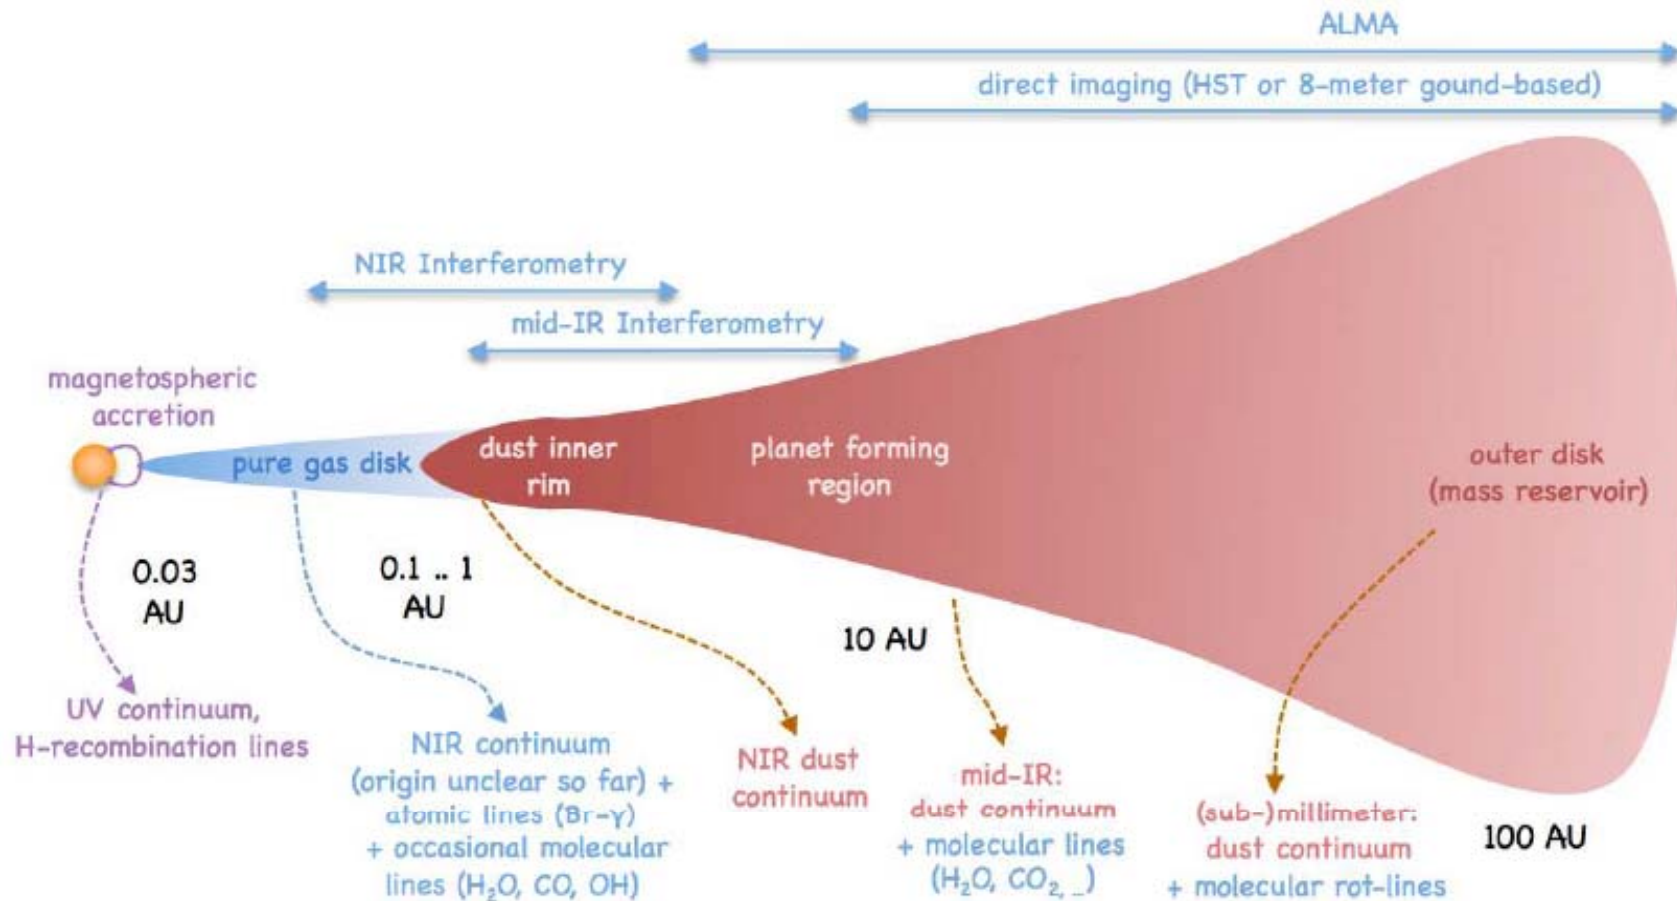 ALMA
direct imaging (HST or 8-meter gound-based)
NIR Interferometry
mid-IR Interferometry
magnetospheric
accretion
pure gas disk
dust inner
rim
planet forming
region
outer disk
(mass reservoir)
0.03
AU
0.1 .. 1
AU
10 AU
100 AU
UV continuum,
H-recombination lines
NIR continuum
(origin unclear so far) +
atomic lines (Br-γ)
+ occasional molecular
lines (H₂O, CO, OH)
NIR dust
continuum
mid-IR:
dust continuum
+ molecular lines
(H₂O, CO₂, _)
(sub-)millimeter:
dust continuum
+ molecular rot-lines